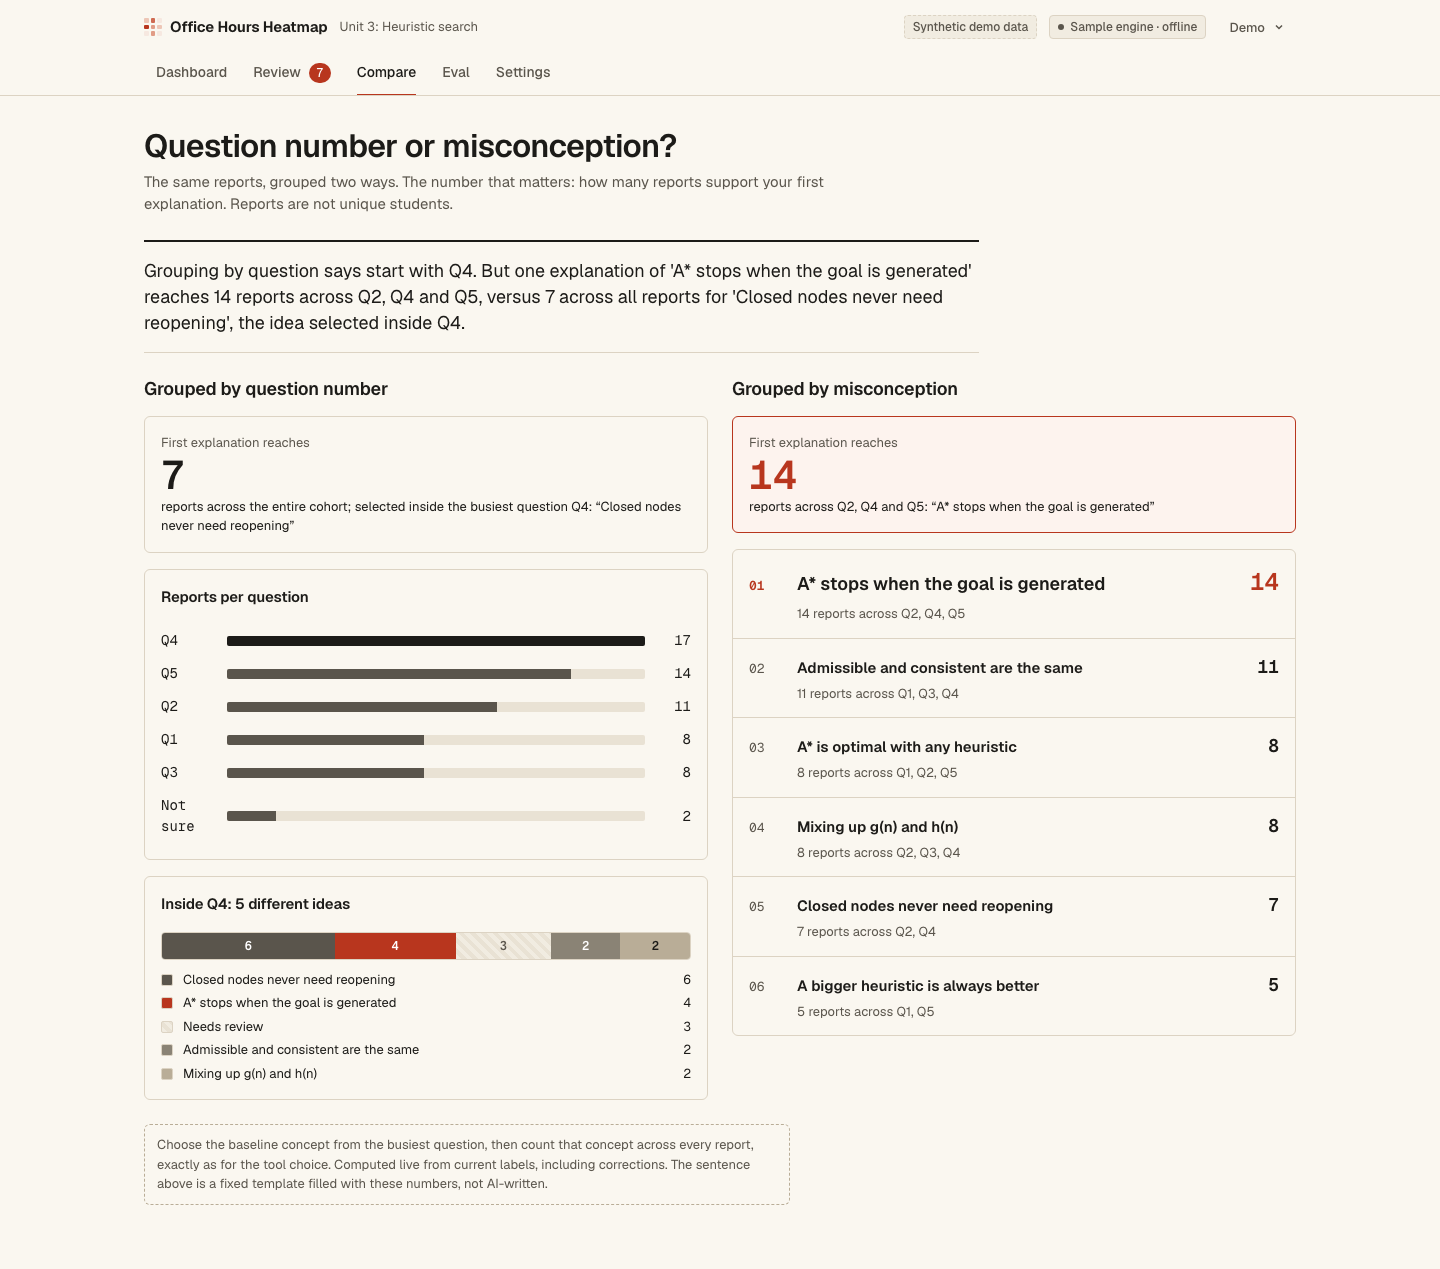 Office Hours Heatmap
Unit 3: Heuristic search
Synthetic demo data
Sample engine · offline
Demo
Dashboard
Review 7
Compare
Eval
Settings
Question number or misconception?
The same reports, grouped two ways. The number that matters: how many reports support your first
explanation. Reports are not unique students.
Grouping by question says start with Q4. But one explanation of 'A* stops when the goal is generated'
reaches 14 reports across Q2, Q4 and Q5, versus 7 across all reports for 'Closed nodes never need
reopening', the idea selected inside Q4.
Grouped by question number
First explanation reaches
7
reports across the entire cohort; selected inside the busiest question Q4: “Closed nodes
never need reopening”
Reports per question
Q4 17
Q5 14
Q2 11
Q1 8
Q3 8
Not
sure 2
Inside Q4: 5 different ideas
6 4 3 2 2
Closed nodes never need reopening 6
A* stops when the goal is generated 4
Needs review 3
Admissible and consistent are the same 2
Mixing up g(n) and h(n) 2
Grouped by misconception
First explanation reaches
14
reports across Q2, Q4 and Q5: “A* stops when the goal is generated”
01 A* stops when the goal is generated 14
14 reports across Q2, Q4, Q5
02 Admissible and consistent are the same 11
11 reports across Q1, Q3, Q4
03 A* is optimal with any heuristic 8
8 reports across Q1, Q2, Q5
04 Mixing up g(n) and h(n) 8
8 reports across Q2, Q3, Q4
05 Closed nodes never need reopening 7
7 reports across Q2, Q4
06 A bigger heuristic is always better 5
5 reports across Q1, Q5
Choose the baseline concept from the busiest question, then count that concept across every report,
exactly as for the tool choice. Computed live from current labels, including corrections. The sentence
above is a fixed template filled with these numbers, not AI-written.